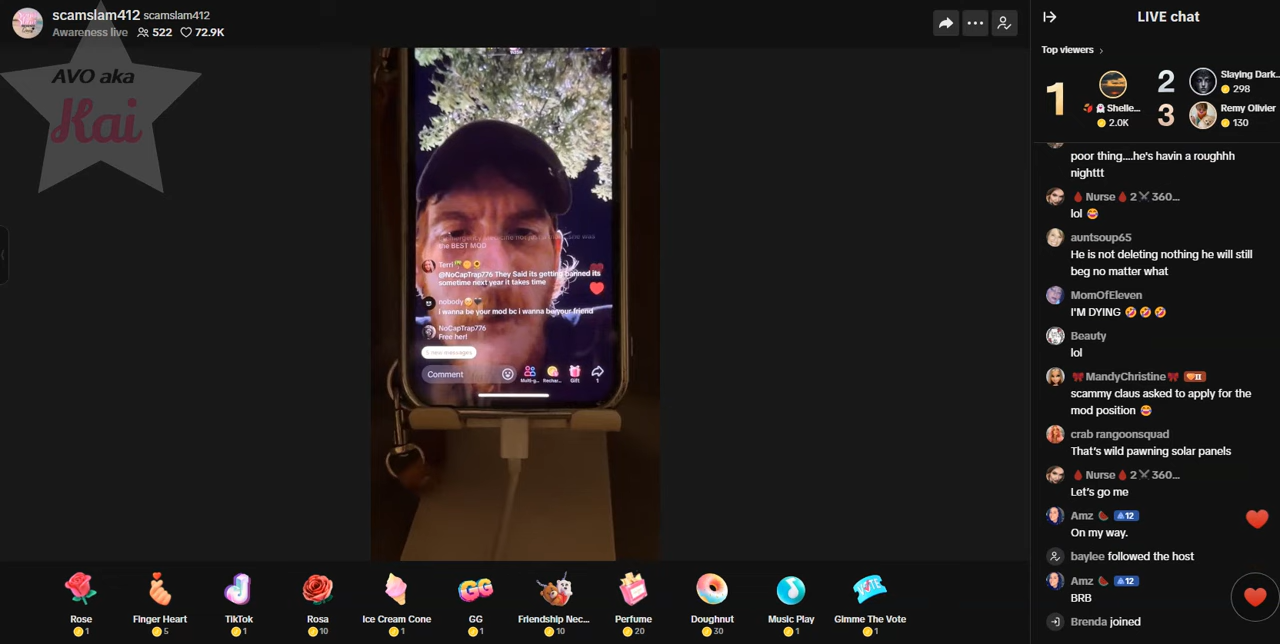 scamslam412 scamslam412
Awareness live 522 72.9K
AVO aka
Kai
the BEST MOD
Terri
@NoCapTrap776 They Said its getting banned its
sometime next year it takes time
nobody
i wanna be your mod bc i wanna be your friend
NoCapTrap776
Free her!
Comment
Gift
1
Rose
1
Finger Heart
5
TikTok
1
Rosa
10
Ice Cream Cone
1
GG
1
Friendship Nec...
10
Perfume
20
Doughnut
30
Music Play
1
Gimme The Vote
1
LIVE chat
Top viewers
1
Shelle...
2.0K
2
Slaying Dark...
298
3
Remy Olivier
130
poor thing....he's havin a roughhh
nighttt
Nurse 2 360...
lol
auntsoup65
He is not deleting nothing he will still
beg no matter what
MomOfEleven
I'M DYING
Beauty
lol
MandyChristine II
scammy claus asked to apply for the
mod position
crab rangoonsquad
That's wild pawning solar panels
Nurse 2 360...
Let's go me
Amz 12
On my way.
baylee followed the host
Amz 12
BRB
Brenda joined